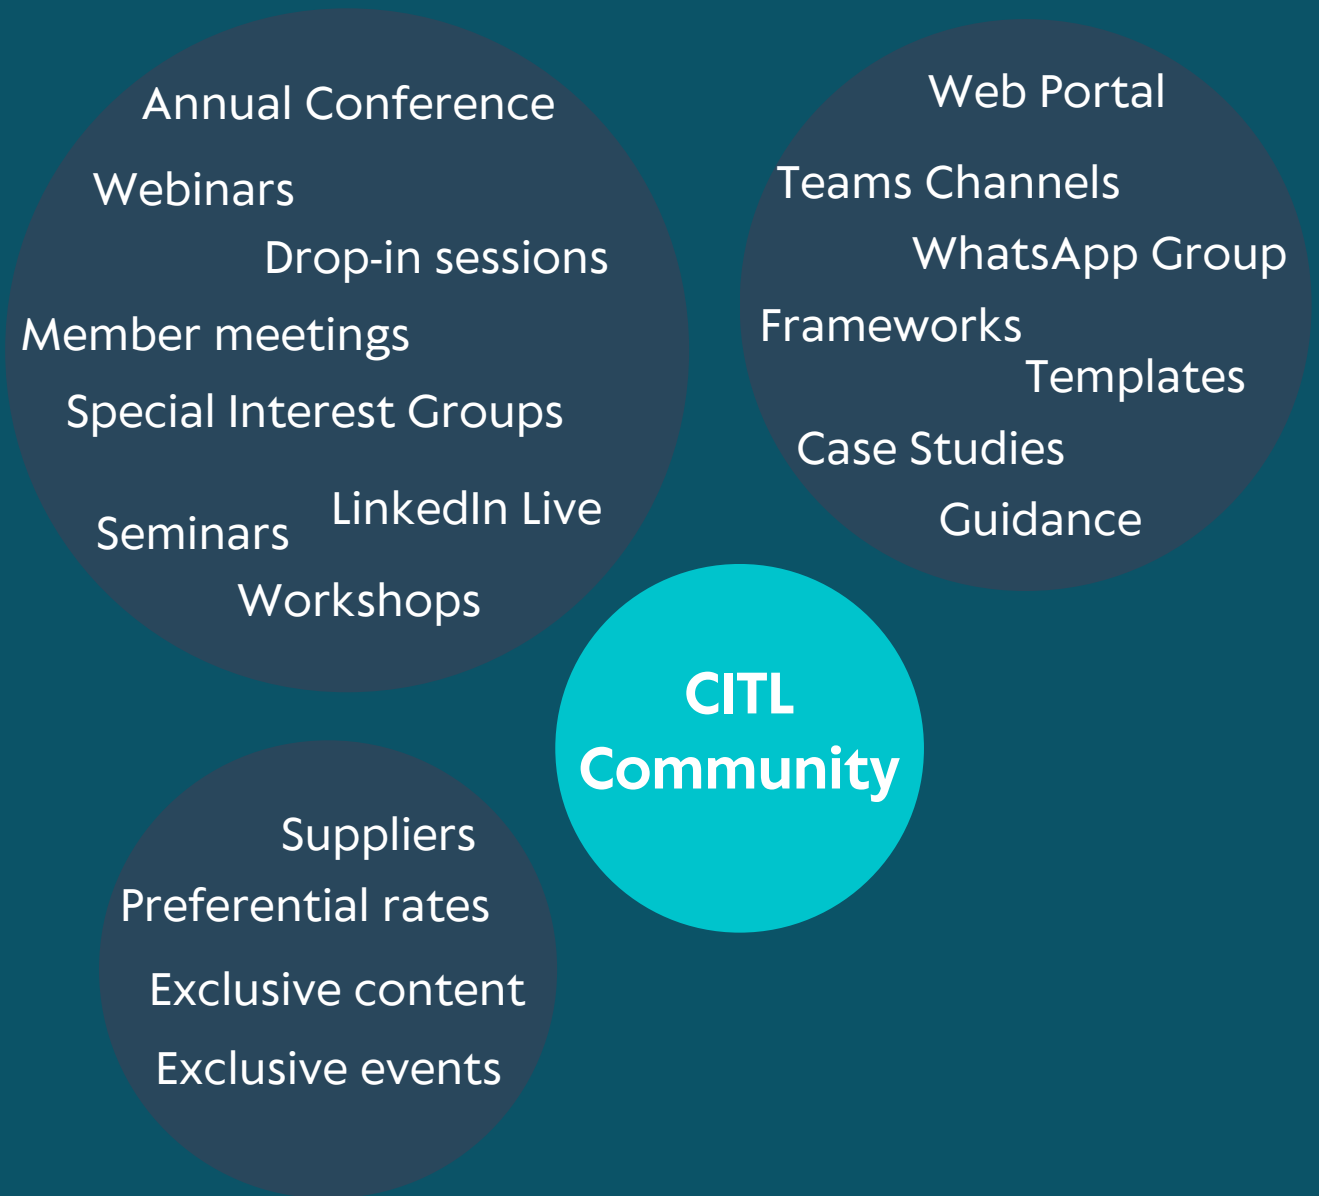 Annual Conference
Webinars
Drop-in sessions
Member meetings
Special Interest Groups
LinkedIn Live
Seminars
Workshops
Web Portal
Teams Channels
WhatsApp Group
Frameworks
Templates
Case Studies
Guidance
CITL
Community
Suppliers
Preferential rates
Exclusive content
Exclusive events